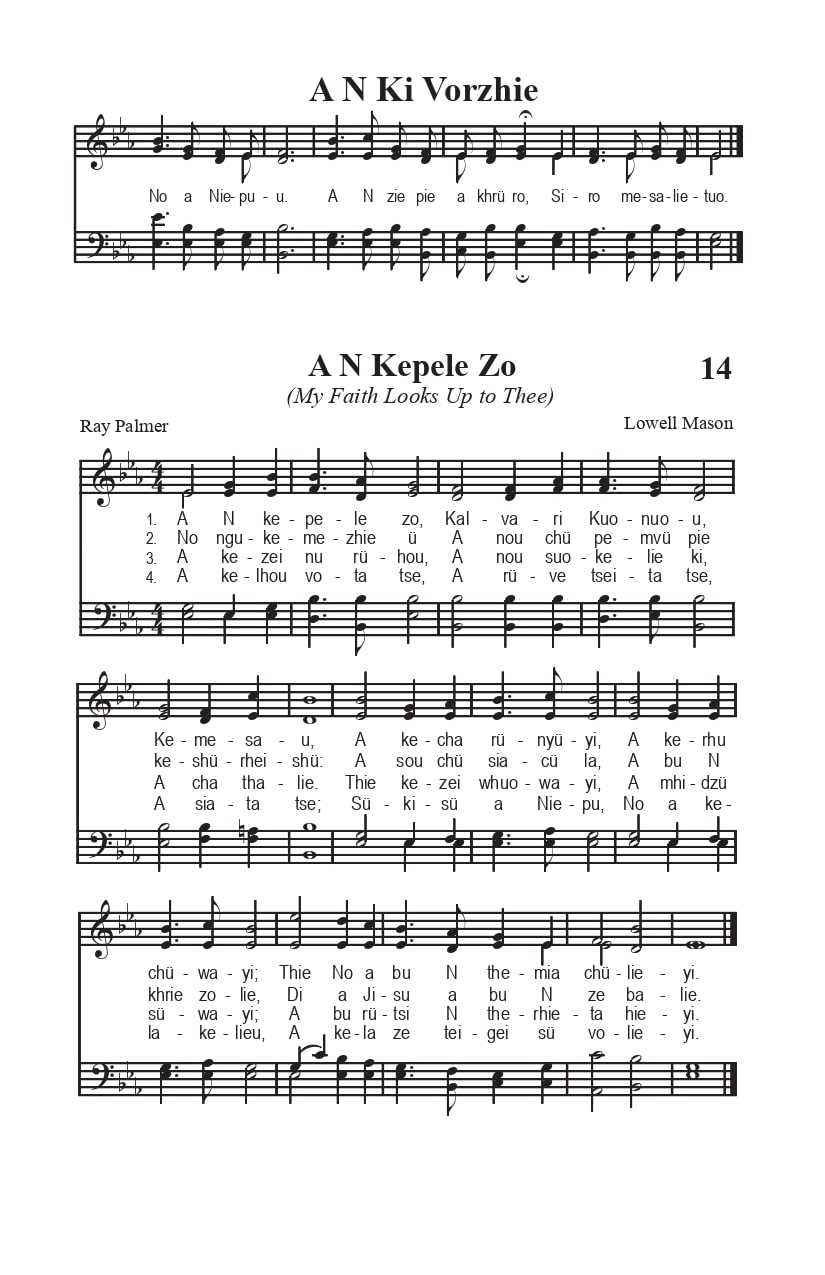 A N Ki Vorzhie
No a Nie- pu - u. A N zie pie a khrü ro, Si - ro me-sa-lie-tuo.
A N Kepele Zo
14
(My Faith Looks Up to Thee)
Ray Palmer
Lowell Mason
1. A N ke - pe - le zo, Kal - va - ri Kuo - nuo - u,
2. No ngu - ke - me - zhie ü A nou chü pe - mvü pie
3. A ke - zei nu rü - hou, A nou suo - ke - lie ki,
4. A ke - lhou vo - ta tse, A rü - ve tsei - ta tse,
Ke - me - sa - u, A ke - cha rü - nyü - yi, A ke - rhu
ke - shü - rhei - shü: A sou chü sia - cü la, A bu N
A cha tha - lie. Thie ke - zei whuo - wa - yi, A mhi - dzü
A sia - ta tse; Sü - ki - sü a Nie - pu, No a ke -
chü - wa - yi; Thie No a bu N the - mia chü - lie - yi.
khrie zo - lie, Di a Ji - su a bu N ze ba - lie.
sü - wa - yi; A bu rü - tsi N the - rhie - ta hie - yi.
la - ke - lieu, A ke - la ze tei - gei sü vo - lie - yi.